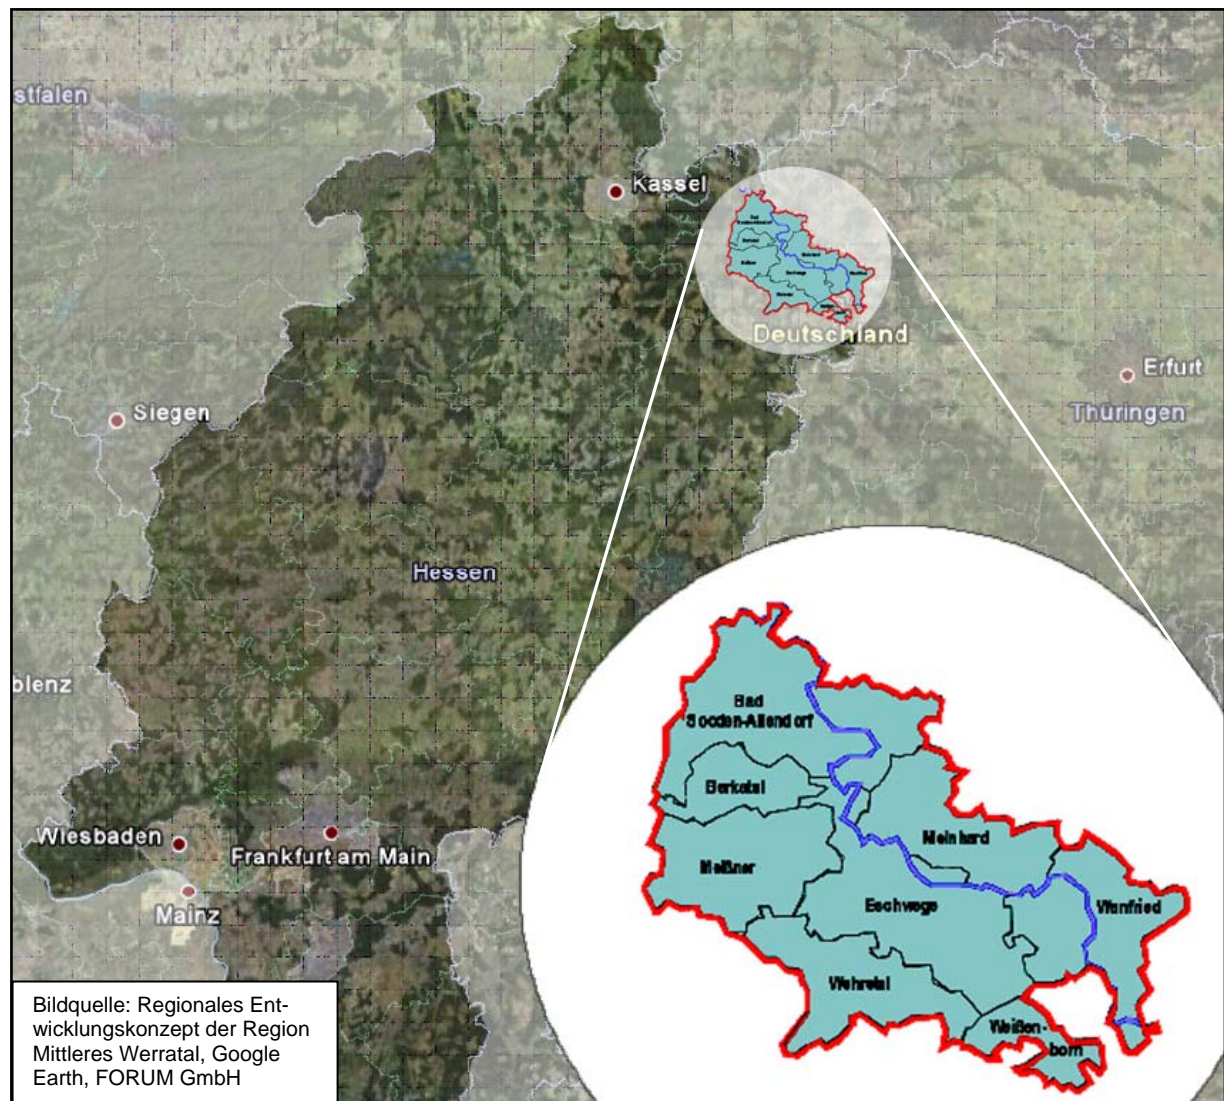 stfalen
Kassel
Deutschland
Erfurt
Thüringen
Siegen
Hessen
blenz
Wiesbaden
Frankfurt am Main
Mainz
Bad
Sooden-Allendorf
Berkatal
Meinhard
Meißner
Eschwege
Wanfried
Wehretal
Weißen-
born
Bildquelle: Regionales Ent-
wicklungskonzept der Region
Mittleres Werratal, Google
Earth, FORUM GmbH